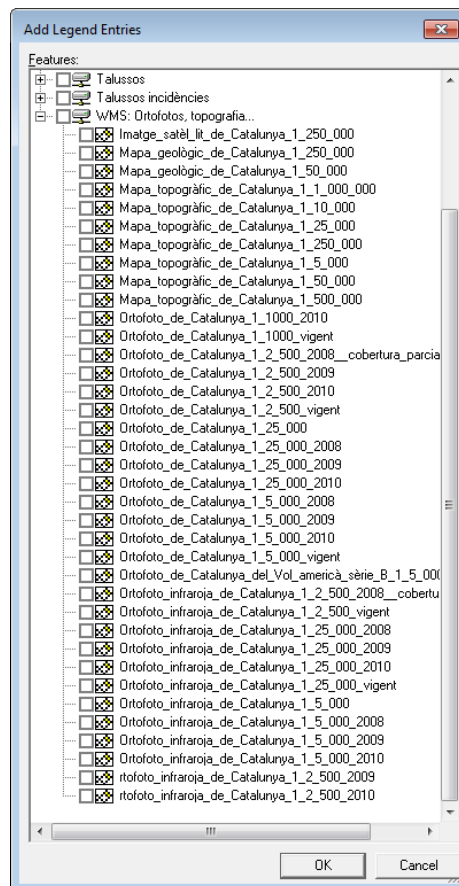 Add Legend Entries
Features:
Talussos
Talussos incidències
WMS: Ortofotos, topografia...
Imatge_satèl_lit_de_Catalunya_1_250_000
Mapa_geològic_de_Catalunya_1_250_000
Mapa_geològic_de_Catalunya_1_50_000
Mapa_topogràfic_de_Catalunya_1_1_000_000
Mapa_topogràfic_de_Catalunya_1_10_000
Mapa_topogràfic_de_Catalunya_1_25_000
Mapa_topogràfic_de_Catalunya_1_250_000
Mapa_topogràfic_de_Catalunya_1_5_000
Mapa_topogràfic_de_Catalunya_1_50_000
Mapa_topogràfic_de_Catalunya_1_500_000
Ortofoto_de_Catalunya_1_1000_2010
Ortofoto_de_Catalunya_1_1000_vigent
Ortofoto_de_Catalunya_1_2_500_2008__cobertura_parcia
Ortofoto_de_Catalunya_1_2_500_2009
Ortofoto_de_Catalunya_1_2_500_2010
Ortofoto_de_Catalunya_1_2_500_vigent
Ortofoto_de_Catalunya_1_25_000
Ortofoto_de_Catalunya_1_25_000_2008
Ortofoto_de_Catalunya_1_25_000_2009
Ortofoto_de_Catalunya_1_25_000_2010
Ortofoto_de_Catalunya_1_5_000_2008
Ortofoto_de_Catalunya_1_5_000_2009
Ortofoto_de_Catalunya_1_5_000_2010
Ortofoto_de_Catalunya_1_5_000_vigent
Ortofoto_de_Catalunya_del_Vol_americà_sèrie_B_1_5_000
Ortofoto_infraroja_de_Catalunya_1_2_500_2008__cobertu
Ortofoto_infraroja_de_Catalunya_1_2_500_vigent
Ortofoto_infraroja_de_Catalunya_1_25_000_2008
Ortofoto_infraroja_de_Catalunya_1_25_000_2009
Ortofoto_infraroja_de_Catalunya_1_25_000_2010
Ortofoto_infraroja_de_Catalunya_1_25_000_vigent
Ortofoto_infraroja_de_Catalunya_1_5_000
Ortofoto_infraroja_de_Catalunya_1_5_000_2008
Ortofoto_infraroja_de_Catalunya_1_5_000_2009
Ortofoto_infraroja_de_Catalunya_1_5_000_2010
rtofoto_infraroja_de_Catalunya_1_2_500_2009
rtofoto_infraroja_de_Catalunya_1_2_500_2010
OK
Cancel